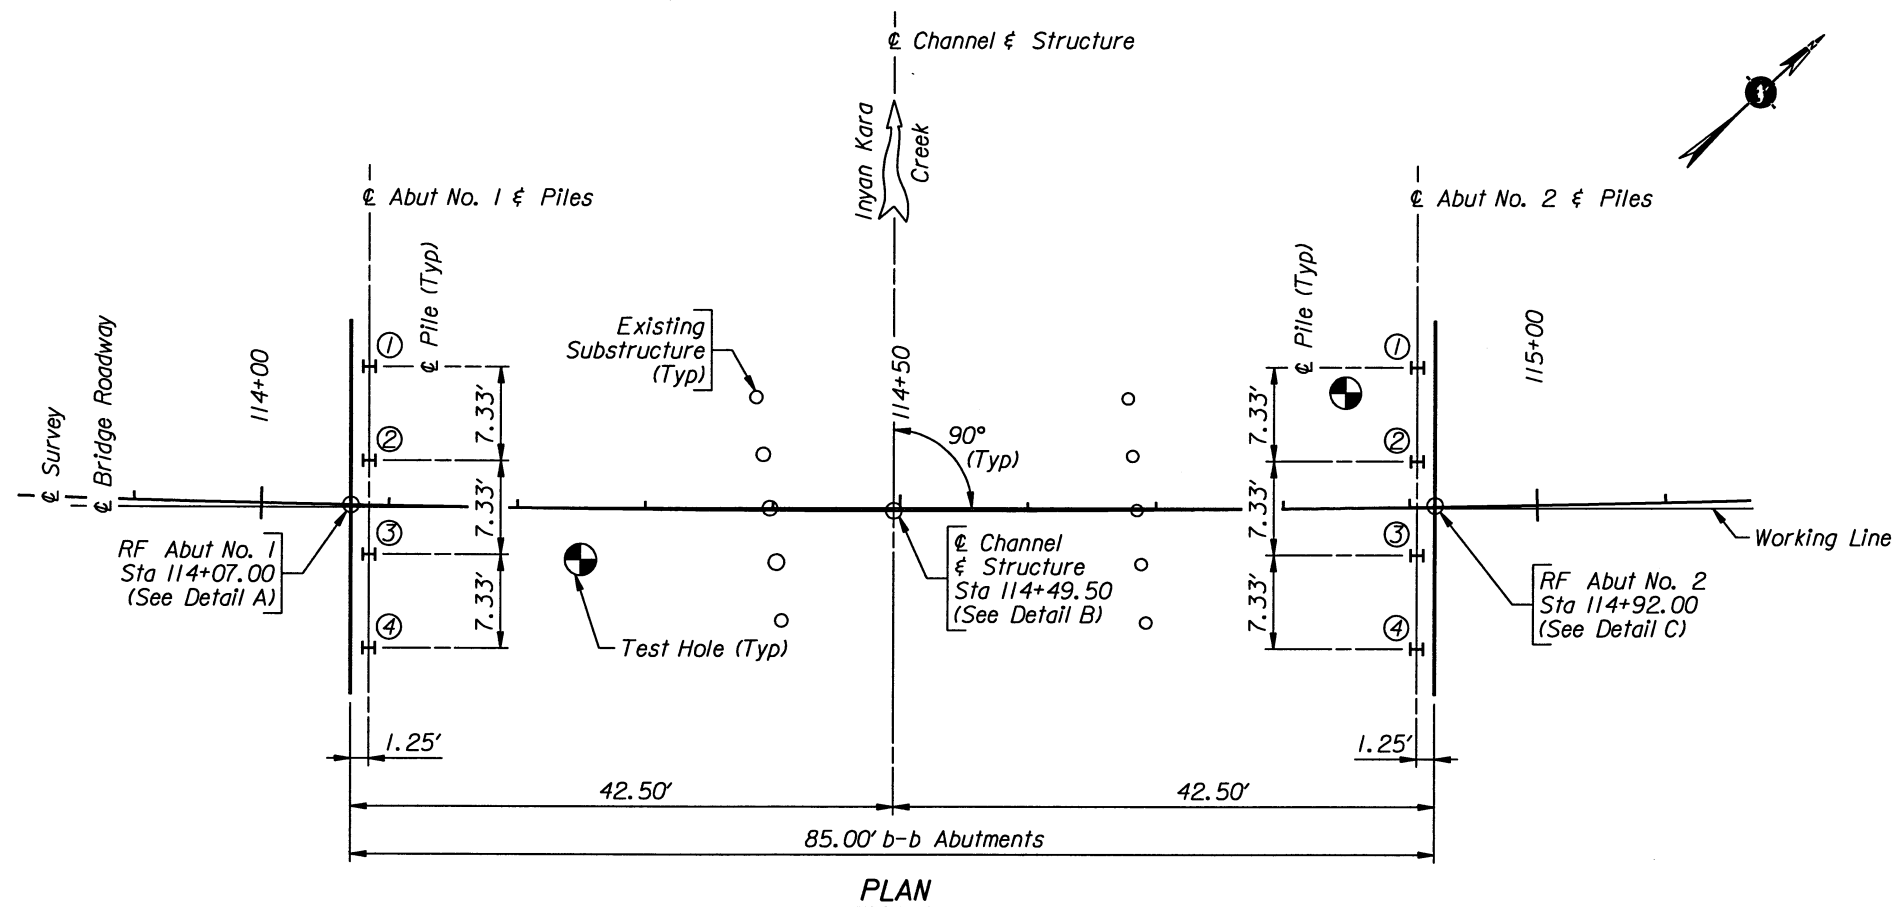 ℄ Channel & Structure
N
Inyan Kara
Creek
℄ Abut No. 1 & Piles
℄ Abut No. 2 & Piles
℄ Pile (Typ)
℄ Pile (Typ)
Existing
Substructure
(Typ)
℄ Survey
℄ Bridge Roadway
114+00
114+50
115+00
1
2
3
4
7.33'
7.33'
7.33'
90°
(Typ)
1
2
3
4
7.33'
7.33'
7.33'
RF Abut No. 1
Sta 114+07.00
(See Detail A)
Test Hole (Typ)
℄ Channel
& Structure
Sta 114+49.50
(See Detail B)
Working Line
RF Abut No. 2
Sta 114+92.00
(See Detail C)
1.25'
1.25'
42.50'
42.50'
85.00' b-b Abutments
PLAN